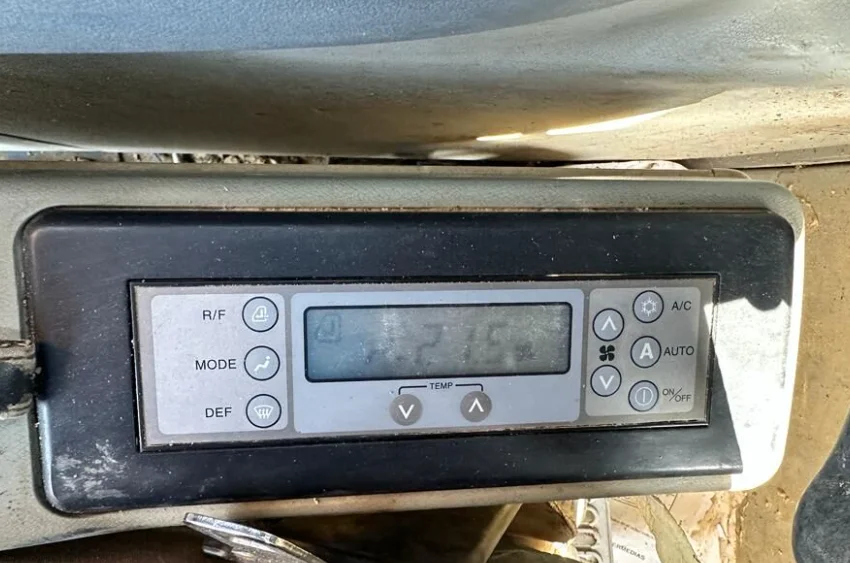 R/F
MODE
DEF
TEMP
A/C
A AUTO
ON/OFF